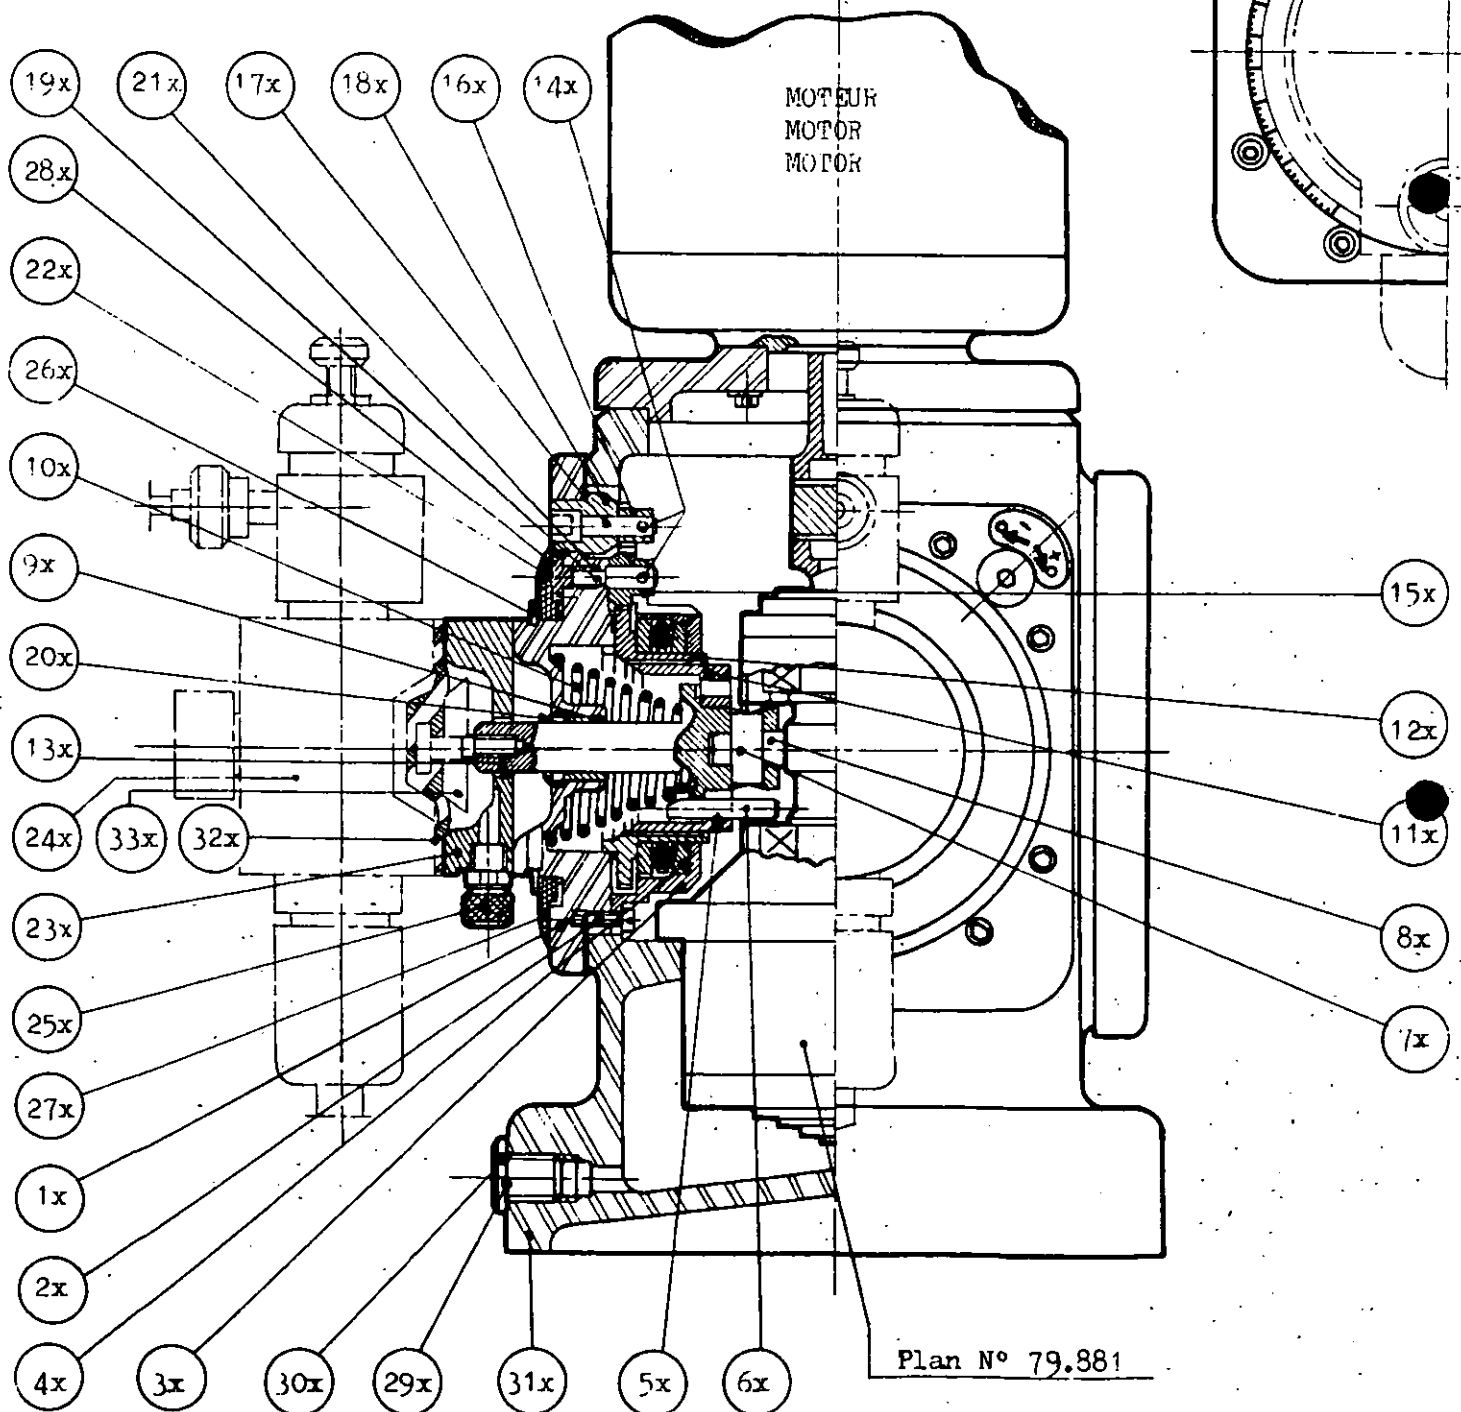 19x 21x 17x 18x 16x 14x
MOTEUR
MOTOR
MOTOR
28x
22x
26x
10x
9x
- +
15x
20x
12x
13x
24x 33x 32x
11x
23x
8x
25x
7x
27x
1x
2x
4x 3x 30x 29x 31x 5x 6x
Plan Nº 79.881